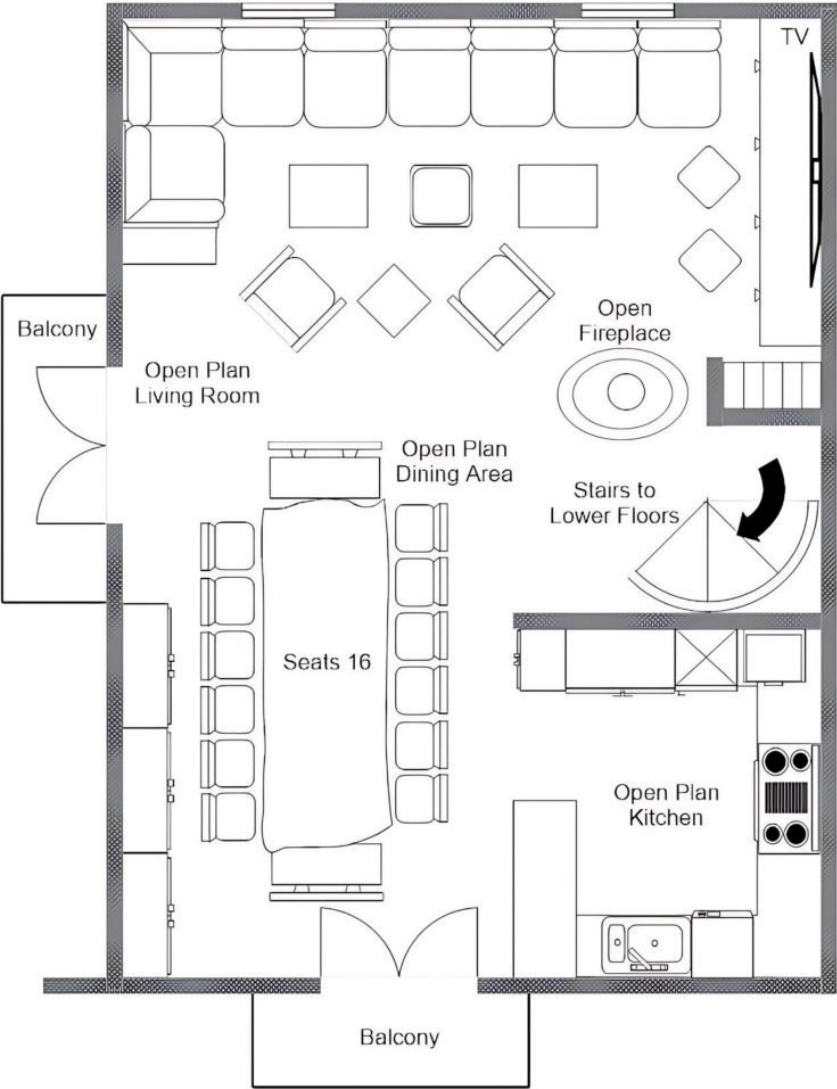 TV
Open
Fireplace
Balcony
Open Plan
Living Room
Open Plan
Dining Area
Stairs to
Lower Floors
Seats 16
Open Plan
Kitchen
Balcony